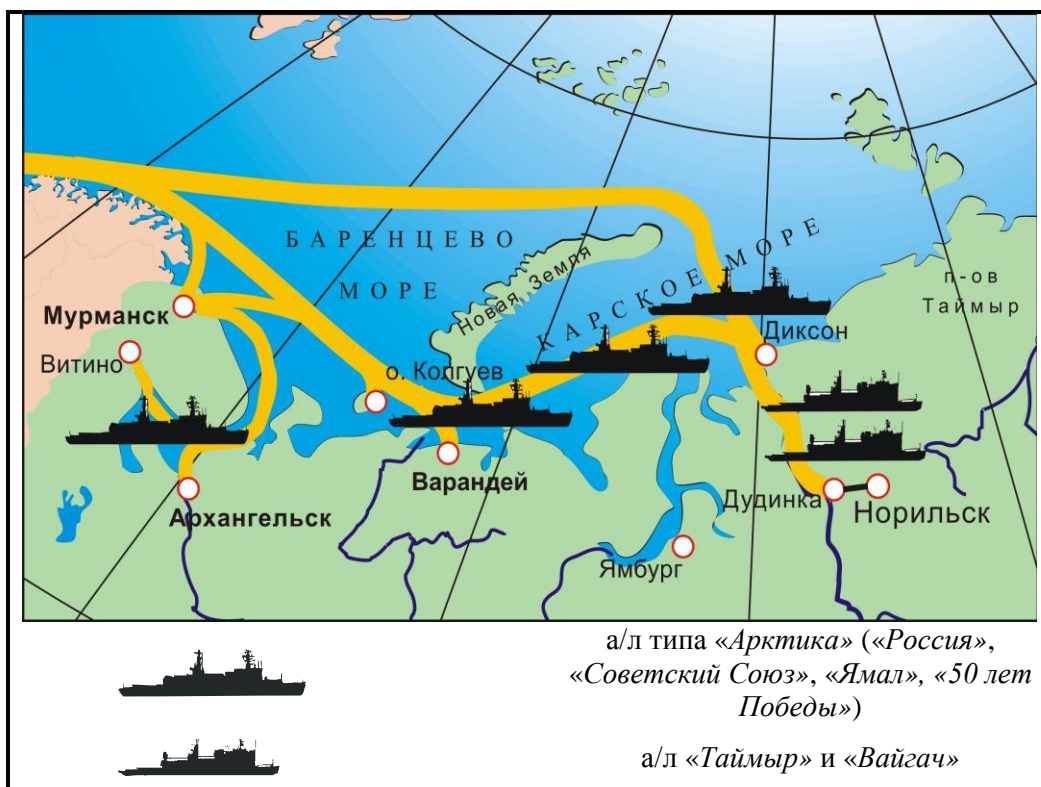 БАРЕНЦЕВО
МОРЕ
Новая Земля
КАРСКОЕ МОРЕ
п-ов
Таймыр
Мурманск
Витино
о. Колгуев
Диксон
Варандей
Архангельск
Дудинка
Норильск
Ямбург
а/л типа «Арктика» («Россия»,
«Советский Союз», «Ямал», «50 лет
Победы»)
а/л «Таймыр» и «Вайгач»